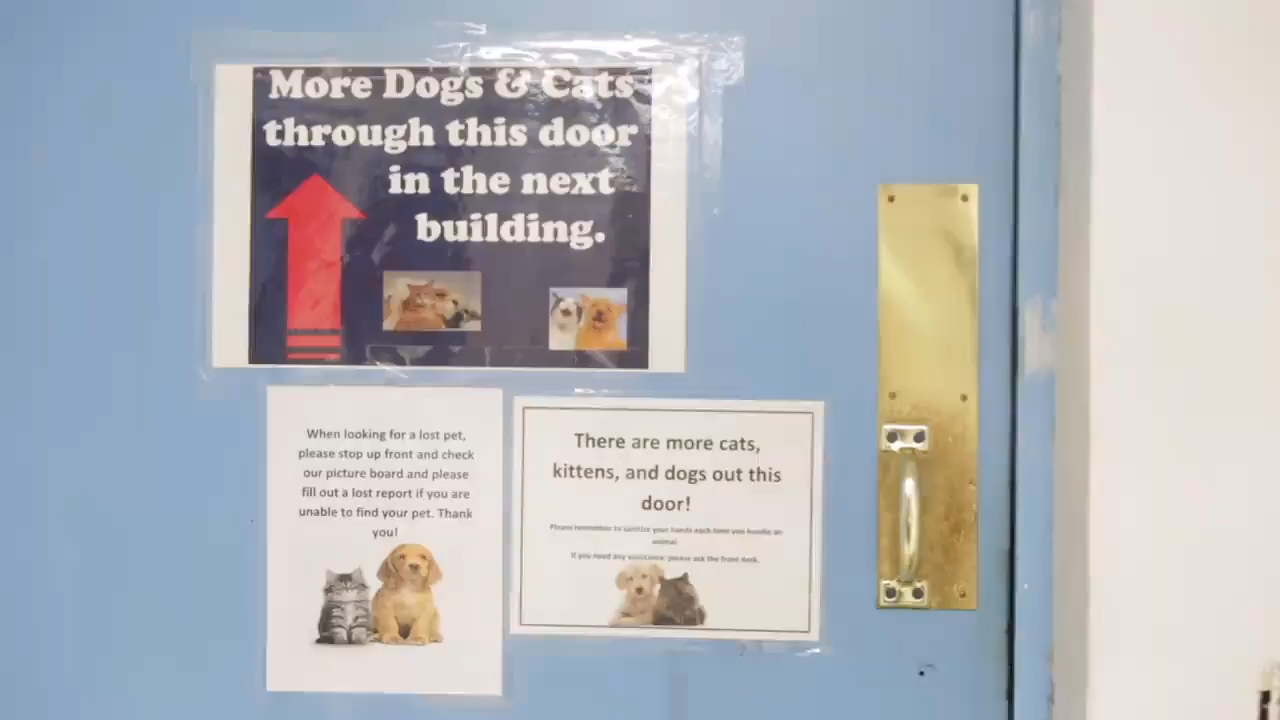 More Dogs & Cats
through this door
in the next
building.
When looking for a lost pet,
please stop up front and check
our picture board and please
fill out a lost report if you are
unable to find your pet. Thank
you!
There are more cats,
kittens, and dogs out this
door!
Please remember to sanitize your hands each time you handle an
animal.
If you need any assistance, please ask the front desk.